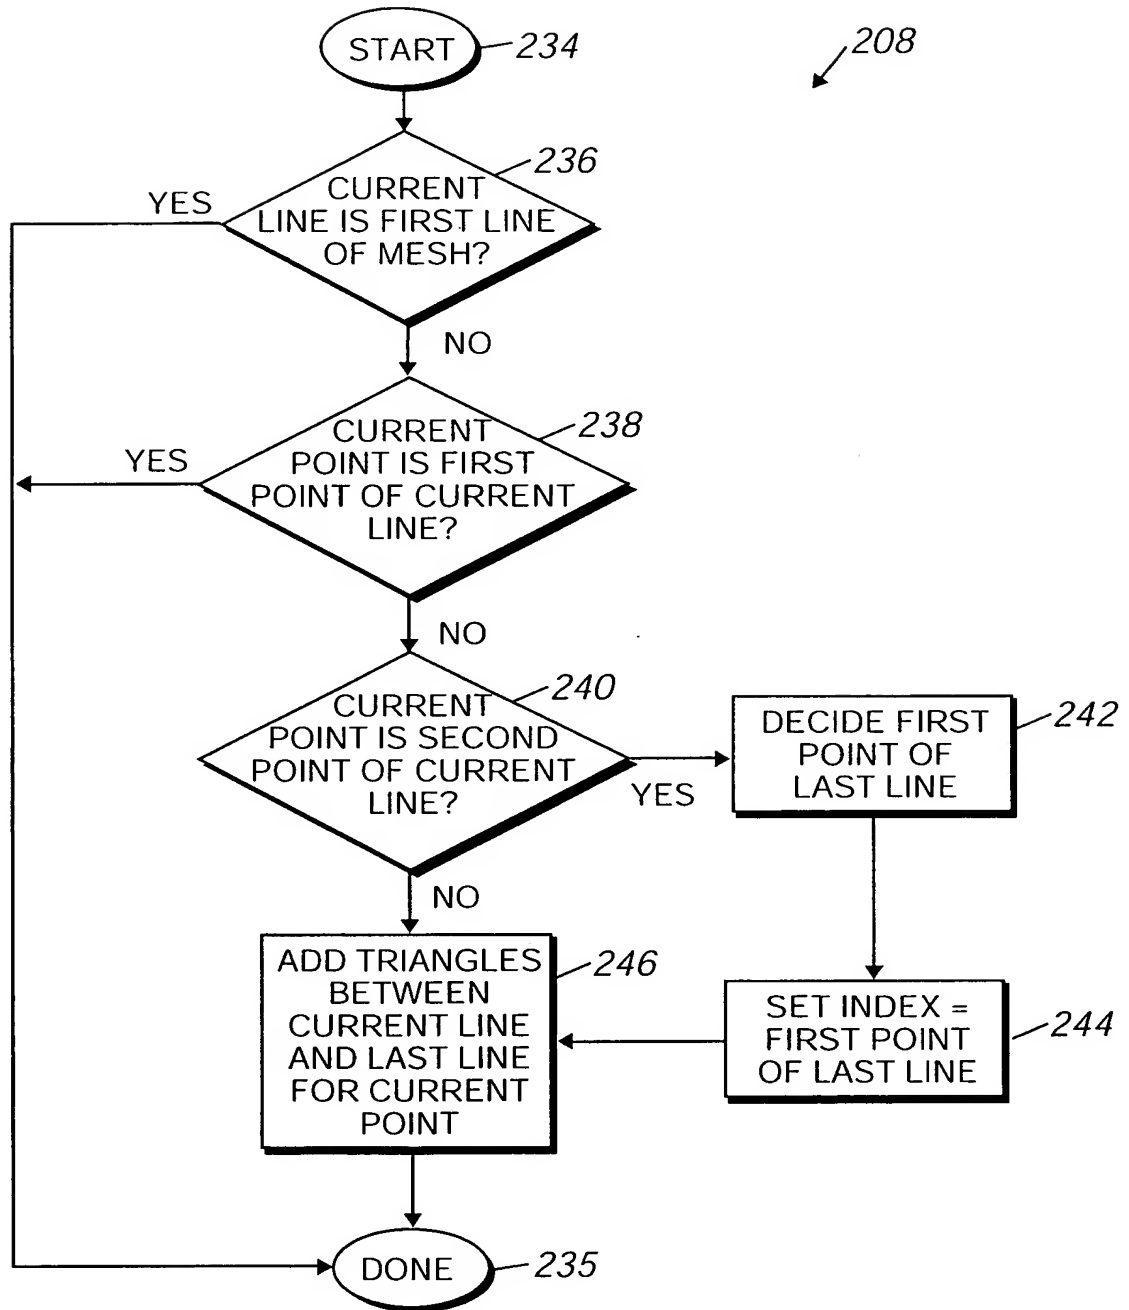 START
234
208
236
CURRENT
LINE IS FIRST LINE
OF MESH?
YES
NO
238
CURRENT
POINT IS FIRST
POINT OF CURRENT
LINE?
YES
NO
240
CURRENT
POINT IS SECOND
POINT OF CURRENT
LINE?
YES
DECIDE FIRST
POINT OF
LAST LINE
242
NO
ADD TRIANGLES
BETWEEN
CURRENT LINE
AND LAST LINE
FOR CURRENT
POINT
246
SET INDEX =
FIRST POINT
OF LAST LINE
244
DONE
235